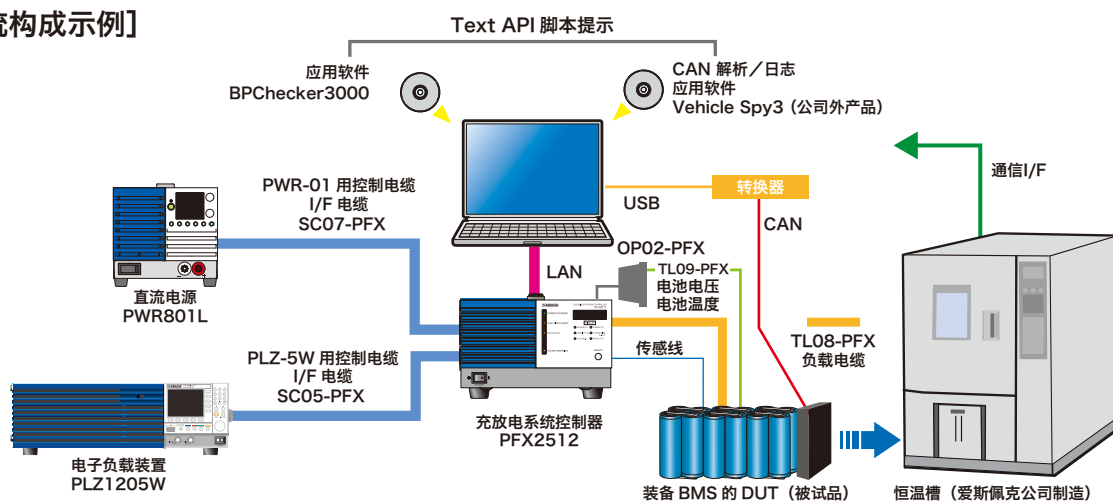 统构成示例]
Text API 脚本提示
应用软件
BPChecker3000
CAN 解析／日志
应用软件
Vehicle Spy3（公司外产品）
PWR-01 用控制电缆
I/F 电缆
SC07-PFX
USB
转换器
CAN
通信I/F
直流电源
PWR801L
LAN
OP02-PFX
TL09-PFX
电池电压
电池温度
PLZ-5W 用控制电缆
I/F 电缆
SC05-PFX
传感线
TL08-PFX
负载电缆
充放电系统控制器
PFX2512
电子负载装置
PLZ1205W
装备 BMS 的 DUT（被试品）
恒温槽（爱斯佩克公司制造）